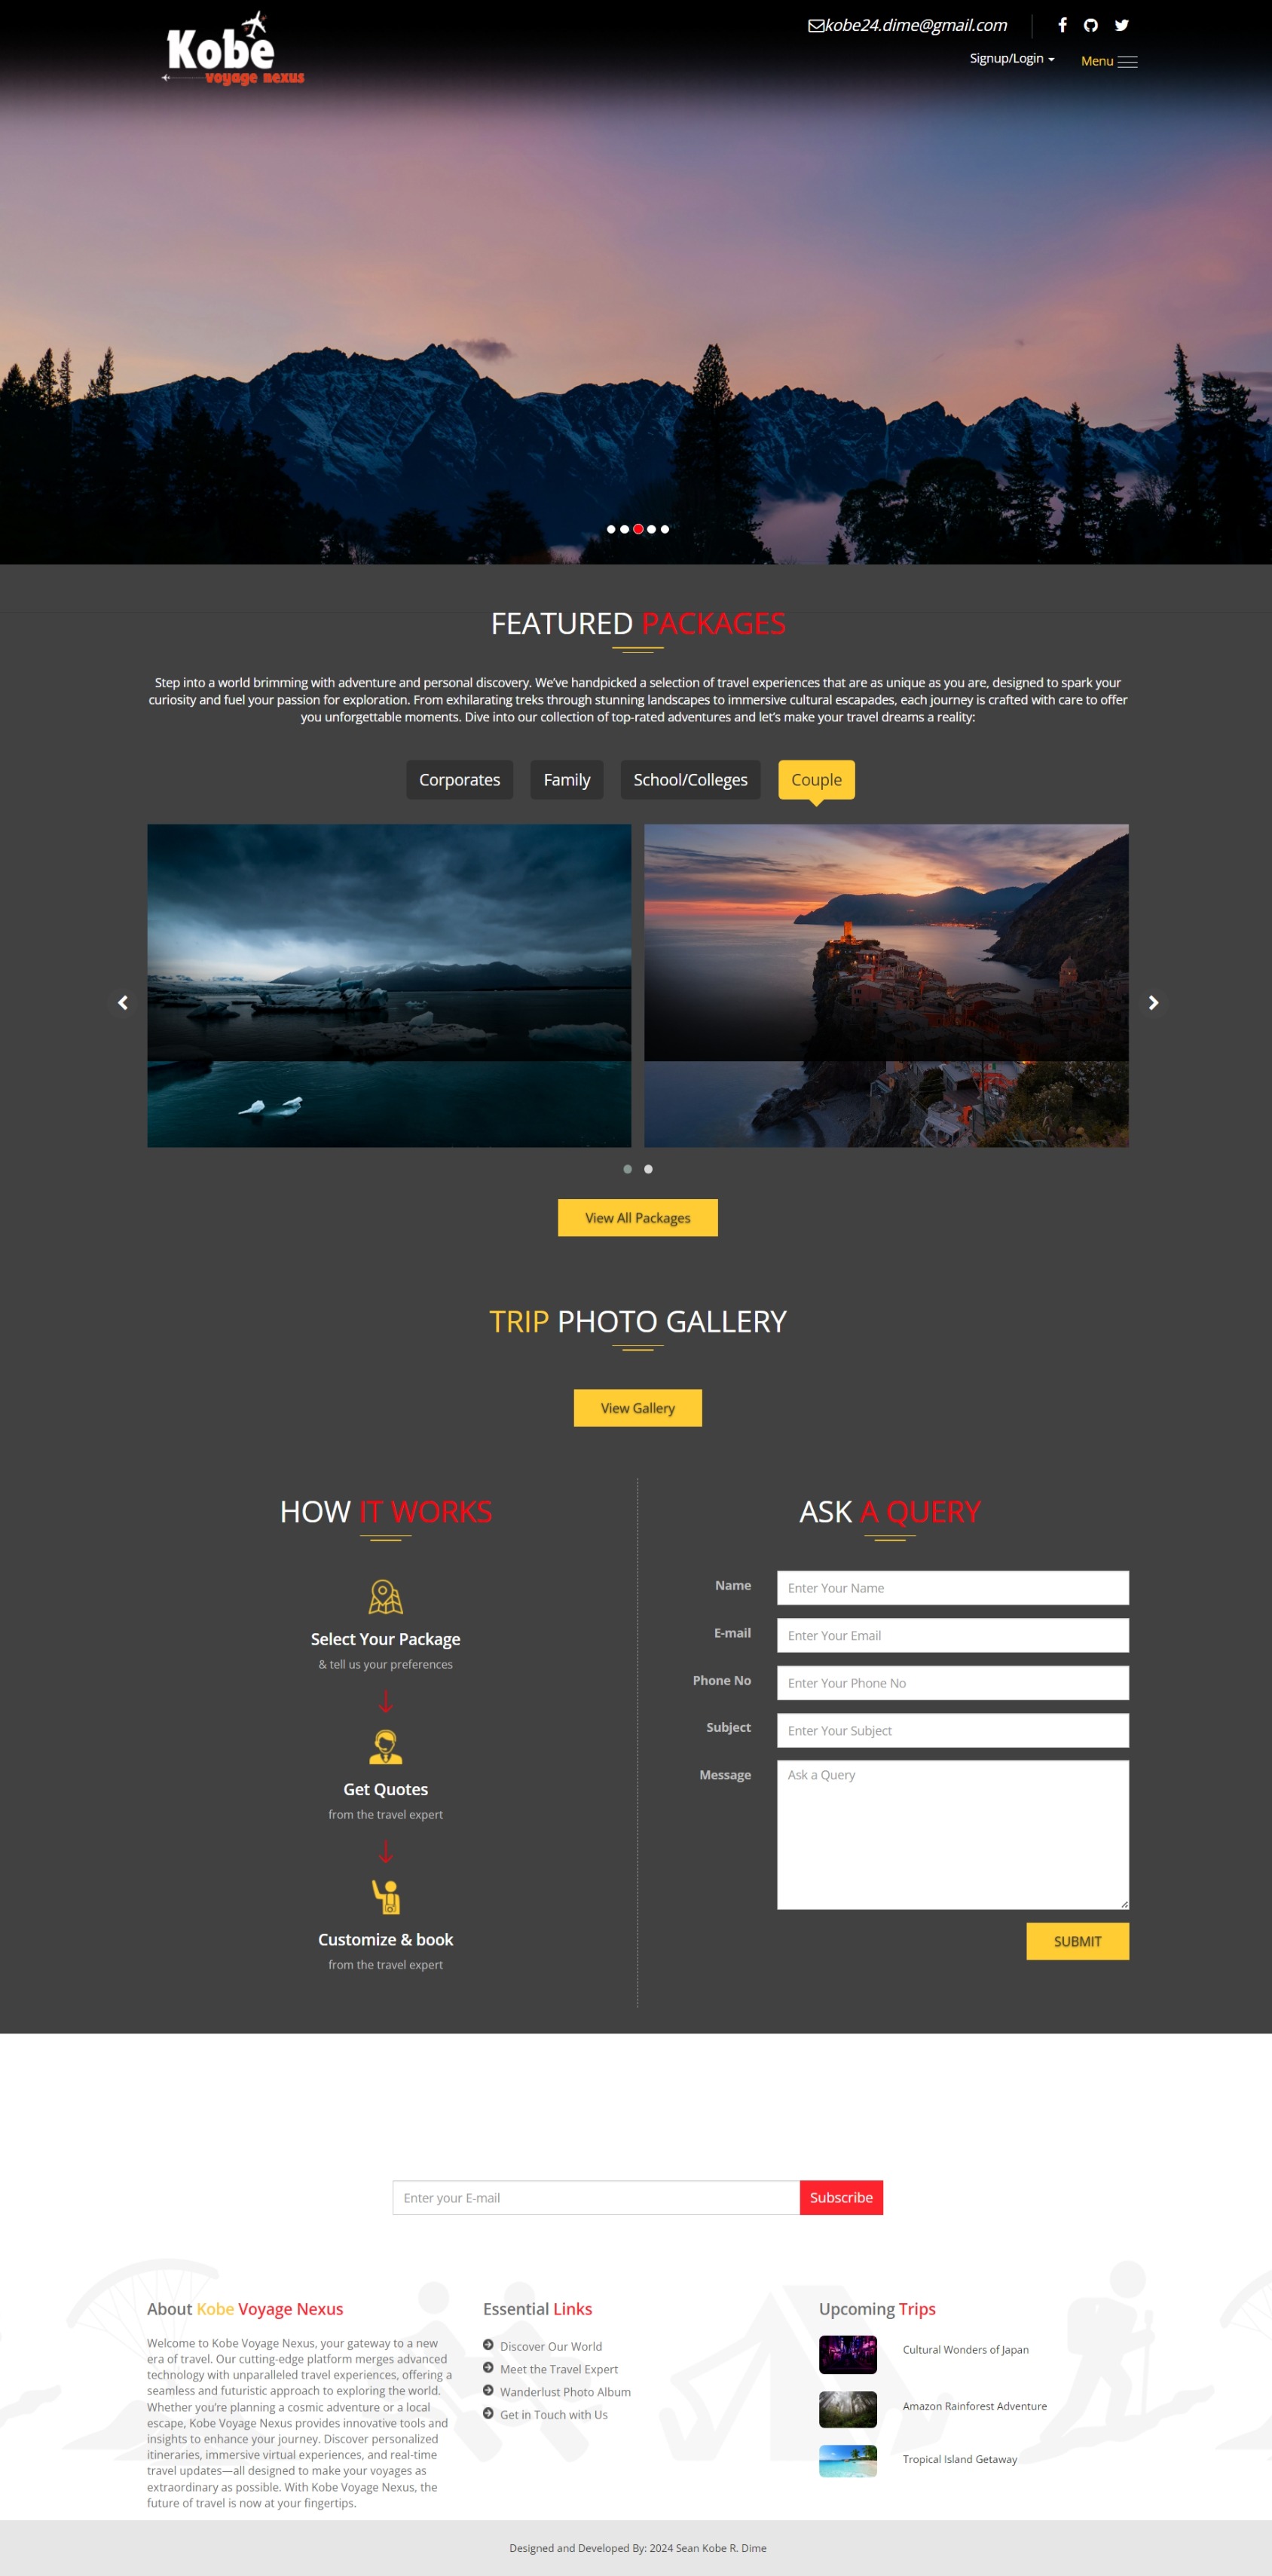 Kobe
voyage nexus
kobe24.dime@gmail.com
Signup/Login
Menu
FEATURED PACKAGES
Step into a world brimming with adventure and personal discovery. We’ve handpicked a selection of travel experiences that are as unique as you are, designed to spark your
curiosity and fuel your passion for exploration. From exhilarating treks through stunning landscapes to immersive cultural escapades, each journey is crafted with care to offer
you unforgettable moments. Dive into our collection of top-rated adventures and let’s make your travel dreams a reality:
Corporates
Family
School/Colleges
Couple
View All Packages
TRIP PHOTO GALLERY
View Gallery
HOW IT WORKS
Select Your Package
& tell us your preferences
Get Quotes
from the travel expert
Customize & book
from the travel expert
ASK A QUERY
Name
Enter Your Name
E-mail
Enter Your Email
Phone No
Enter Your Phone No
Subject
Enter Your Subject
Message
Ask a Query
SUBMIT
Enter your E-mail
Subscribe
About Kobe Voyage Nexus
Welcome to Kobe Voyage Nexus, your gateway to a new
era of travel. Our cutting-edge platform merges advanced
technology with unparalleled travel experiences, offering a
seamless and futuristic approach to exploring the world.
Whether you’re planning a cosmic adventure or a local
escape, Kobe Voyage Nexus provides innovative tools and
insights to enhance your journey. Discover personalized
itineraries, immersive virtual experiences, and real-time
travel updates—all designed to make your voyages as
extraordinary as possible. With Kobe Voyage Nexus, the
future of travel is now at your fingertips.
Essential Links
Discover Our World
Meet the Travel Expert
Wanderlust Photo Album
Get in Touch with Us
Upcoming Trips
Cultural Wonders of Japan
Amazon Rainforest Adventure
Tropical Island Getaway
Designed and Developed By: 2024 Sean Kobe R. Dime